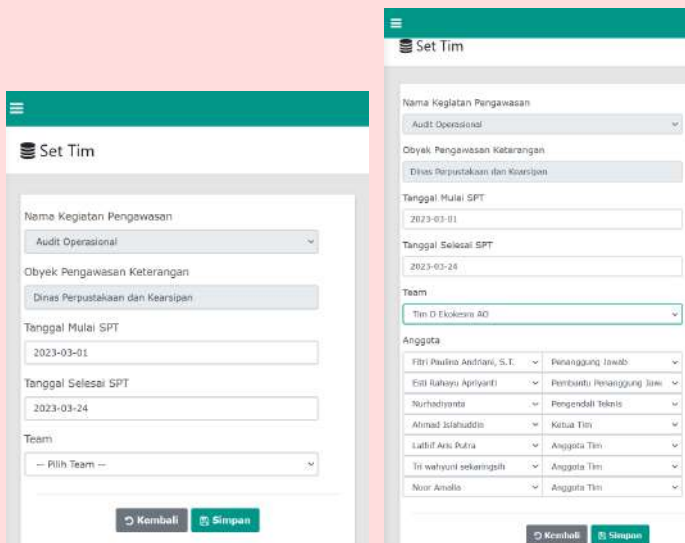 Set Tim
Nama Kegiatan Pengawasan
Audit Operasional
Obyek Pengawasan Keterangan
Dinas Perpustakaan dan Kearsipan
Tanggal Mulai SPT
2023-03-01
Tanggal Selesai SPT
2023-03-24
Team
-- Pilih Team --
Kembali Simpan
Set Tim
Nama Kegiatan Pengawasan
Audit Operasional
Obyek Pengawasan Keterangan
Dinas Perpustakaan dan Kearsipan
Tanggal Mulai SPT
2023-03-01
Tanggal Selesai SPT
2023-03-24
Team
Tim D Ekokesra AO
Anggota
Fitri Paulina Andriani, S.T. Penanggung Jawab
Esti Rahayu Apriyanti Pembantu Penanggung Jawa
Nurhadiyanta Pengendali Teknis
Ahmad Islahuddin Ketua Tim
Aris Putra Anggota Tim
Tri wahyuni sekaringsih Anggota Tim
Noor Amalia Anggota Tim
Kembali Simpan